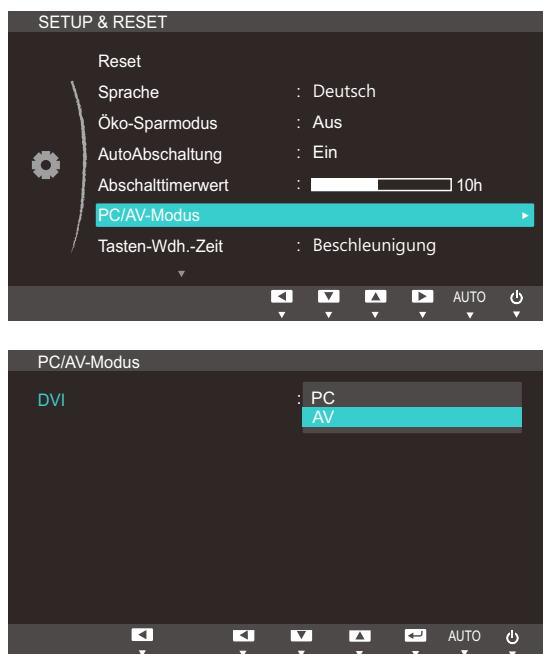 SETUP & RESET
Reset
Sprache : Deutsch
Öko-Sparmodus : Aus
AutoAbschaltung : Ein
Abschalttimerwert : 10h
PC/AV-Modus
Tasten-Wdh.-Zeit : Beschleunigung
AUTO
PC/AV-Modus
DVI : PC
AV
AUTO